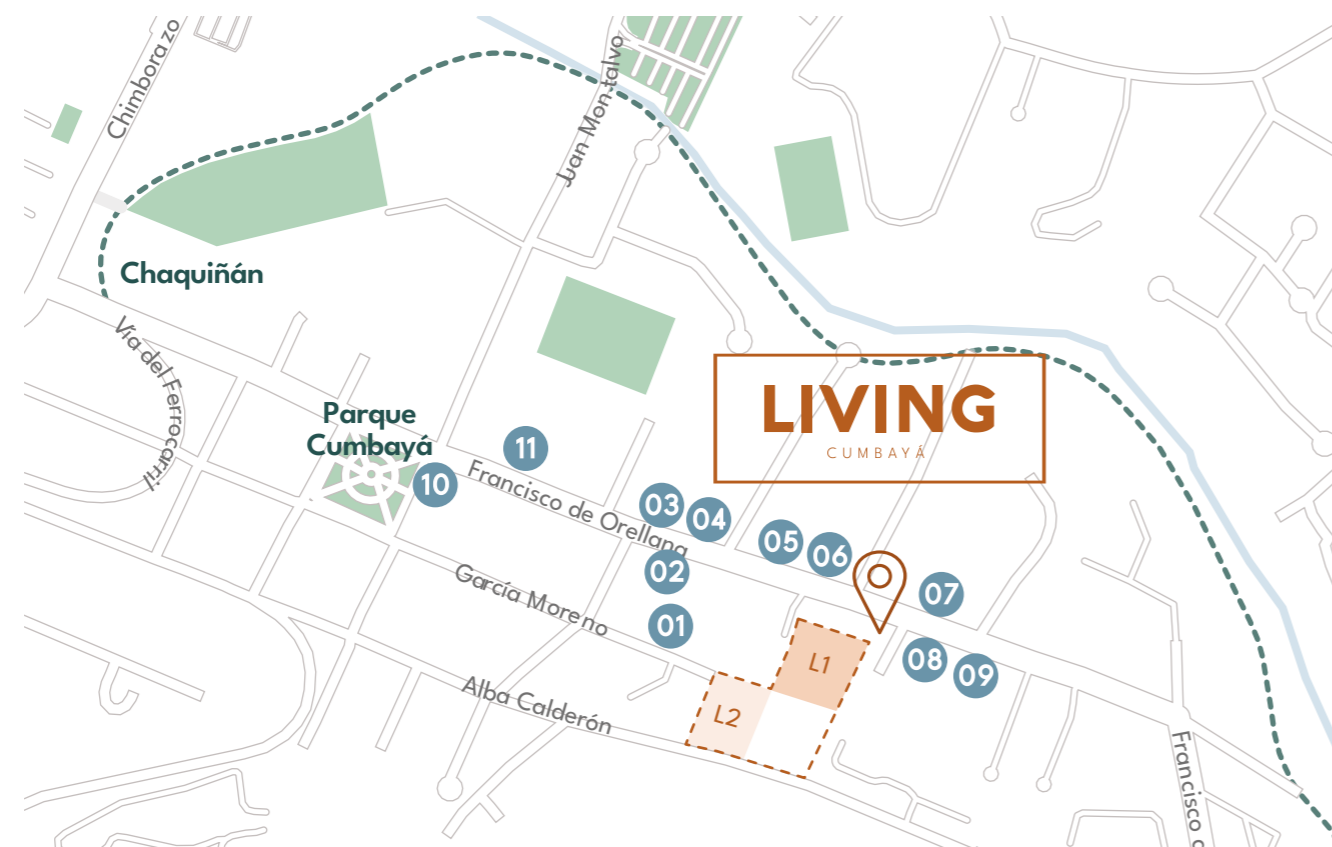 Chimborazo
Juan Montalvo
Chaquiñán
Vía del Ferrocarril
LIVING
CUMBAYÁ
Parque
Cumbayá
11
10
Francisco de Orellana
03
04
05
06
02
07
García Moreno
01
L1
08
09
Alba Calderón
L2
Francisco